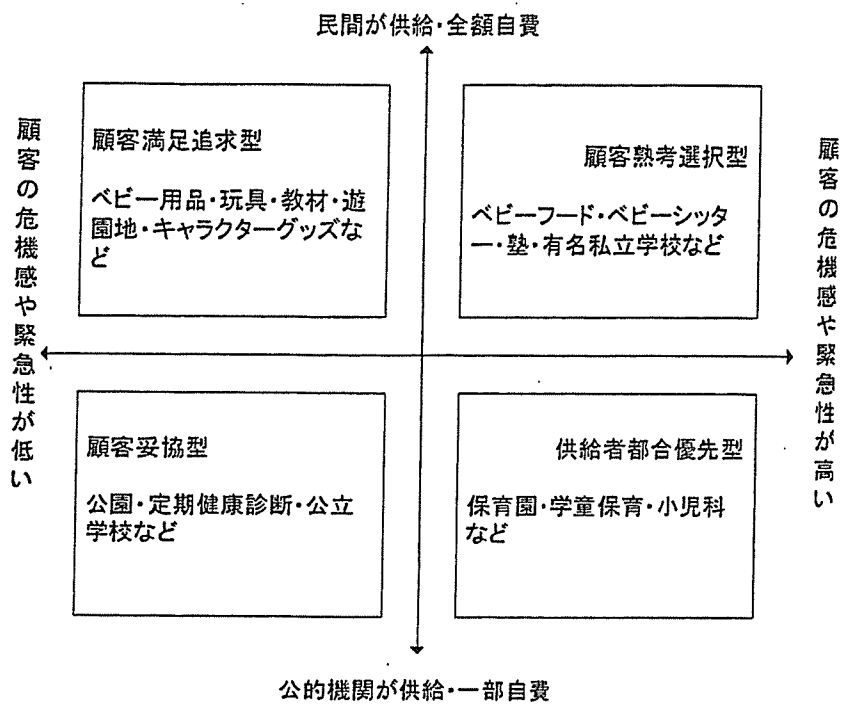 民間が供給・全額自費
顧客の危機感や緊急性が低い
顧客満足追求型
ベビー用品・玩具・教材・遊
園地・キャラクターグッズな
ど
顧客熟考選択型
ベビーフード・ベビーシッタ
ー・塾・有名私立学校など
顧客の危機感や緊急性が高い
顧客妥協型
公園・定期健康診断・公立
学校など
供給者都合優先型
保育園・学童保育・小児科
など
公的機関が供給・一部自費